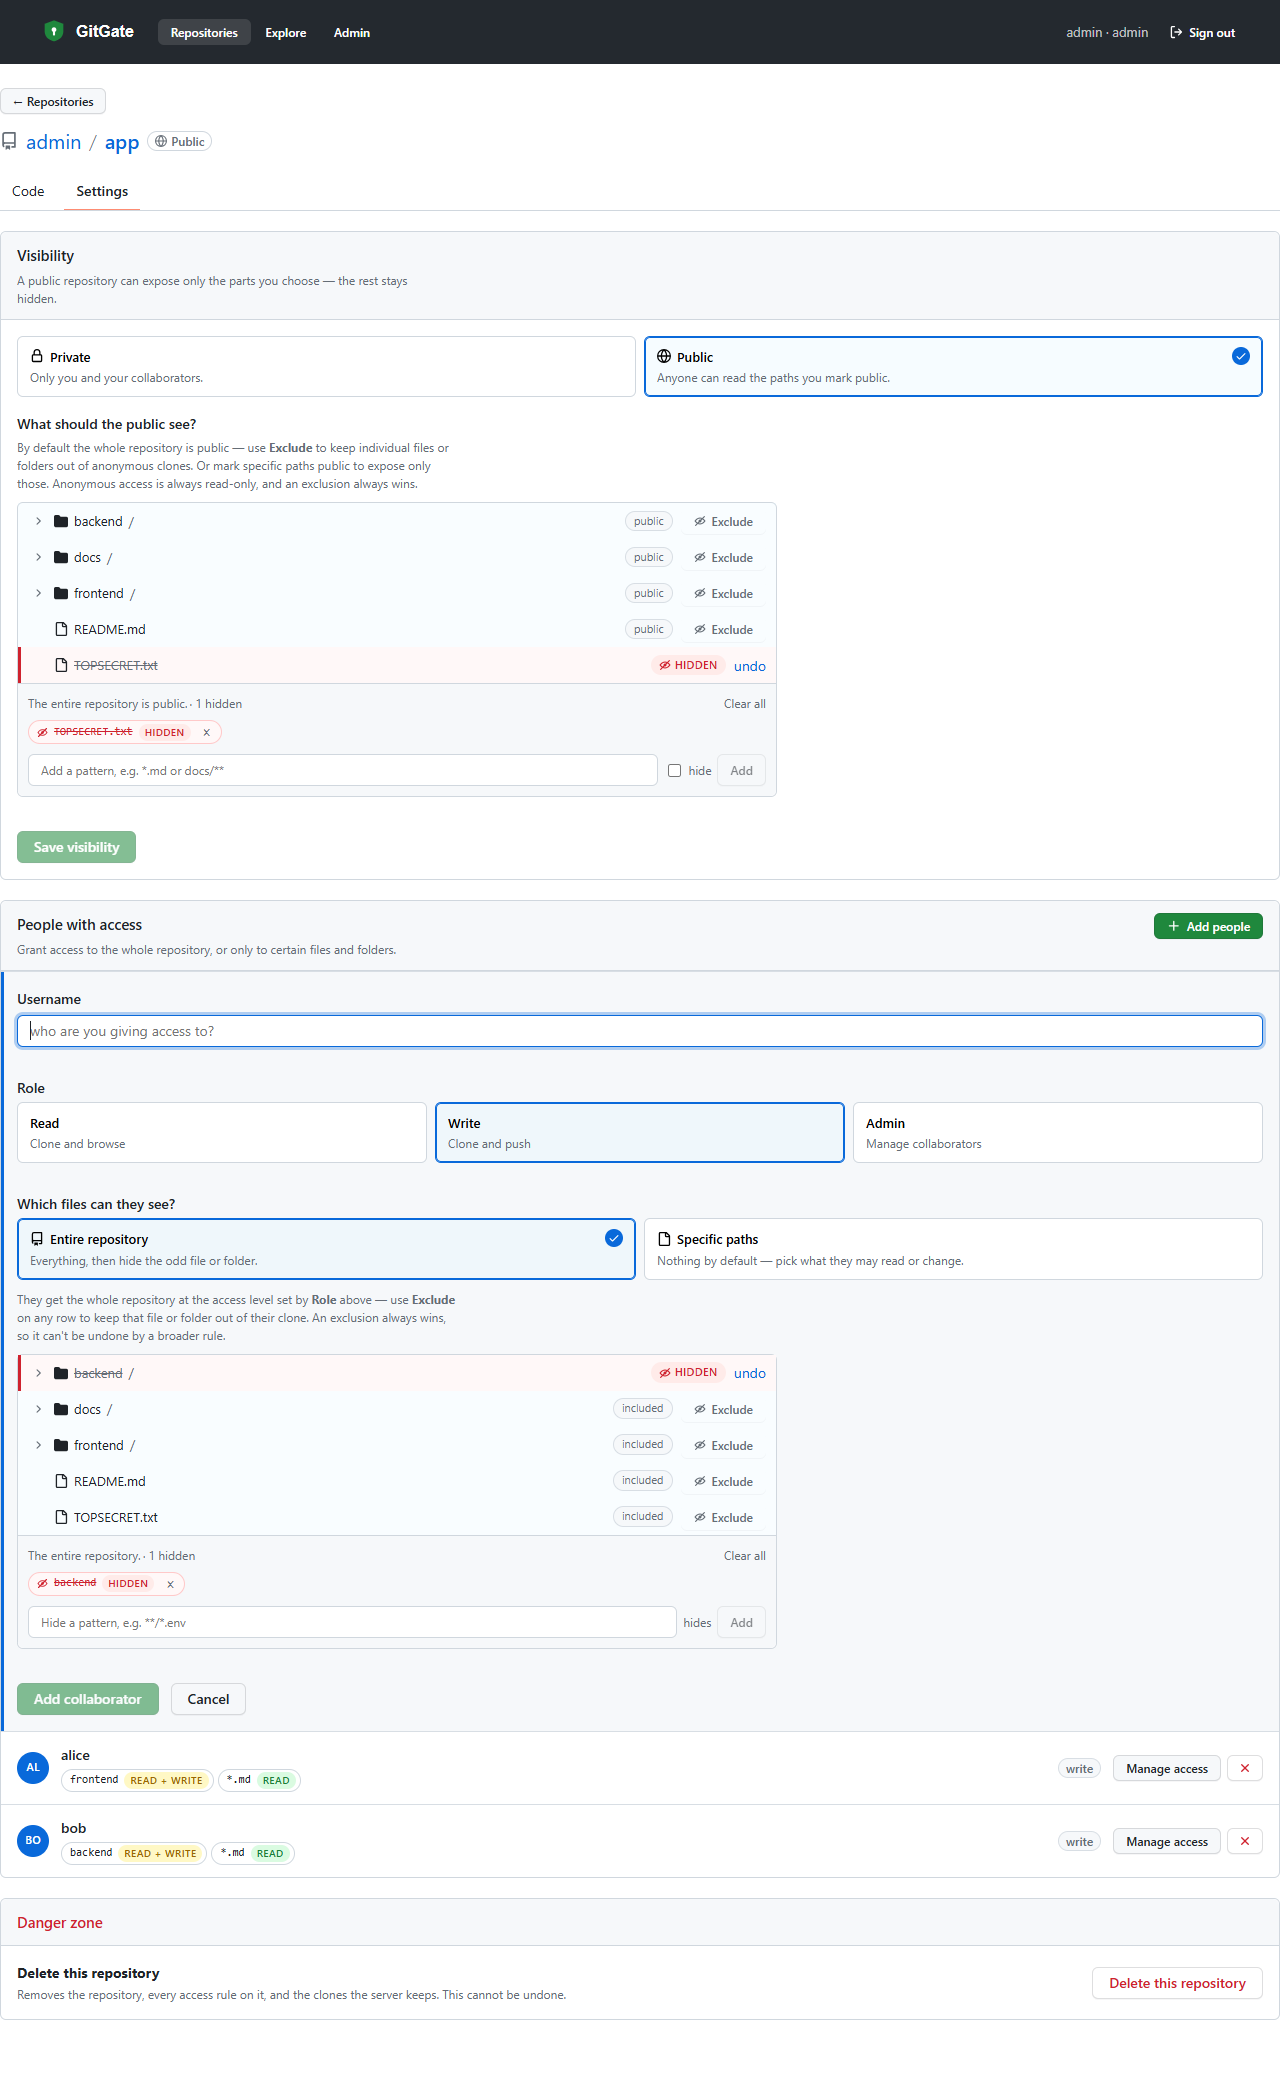 GitGate
Repositories
Explore
Admin
admin · admin
Sign out
← Repositories
admin / app
Public
Code
Settings
Visibility
A public repository can expose only the parts you choose — the rest stays
hidden.
Private
Only you and your collaborators.
Public
Anyone can read the paths you mark public.
What should the public see?
By default the whole repository is public — use Exclude to keep individual files or
folders out of anonymous clones. Or mark specific paths public to expose only
those. Anonymous access is always read-only, and an exclusion always wins.
backend / public Exclude
docs / public Exclude
frontend / public Exclude
README.md public Exclude
TOPSECRET.txt HIDDEN undo
The entire repository is public. · 1 hidden Clear all
TOPSECRET.txt HIDDEN x
Add a pattern, e.g. *.md or docs/** hide Add
Save visibility
People with access
Add people
Grant access to the whole repository, or only to certain files and folders.
Username
who are you giving access to?
Role
Read
Clone and browse
Write
Clone and push
Admin
Manage collaborators
Which files can they see?
Entire repository
Everything, then hide the odd file or folder.
Specific paths
Nothing by default — pick what they may read or change.
They get the whole repository at the access level set by Role above — use Exclude
on any row to keep that file or folder out of their clone. An exclusion always wins,
so it can't be undone by a broader rule.
backend / HIDDEN undo
docs / included Exclude
frontend / included Exclude
README.md included Exclude
TOPSECRET.txt included Exclude
The entire repository. · 1 hidden Clear all
backend HIDDEN x
Hide a pattern, e.g. **/*.env hides Add
Add collaborator
Cancel
AL
alice
frontend READ + WRITE *.md READ
write
Manage access
BO
bob
backend READ + WRITE *.md READ
write
Manage access
Danger zone
Delete this repository
Removes the repository, every access rule on it, and the clones the server keeps. This cannot be undone.
Delete this repository